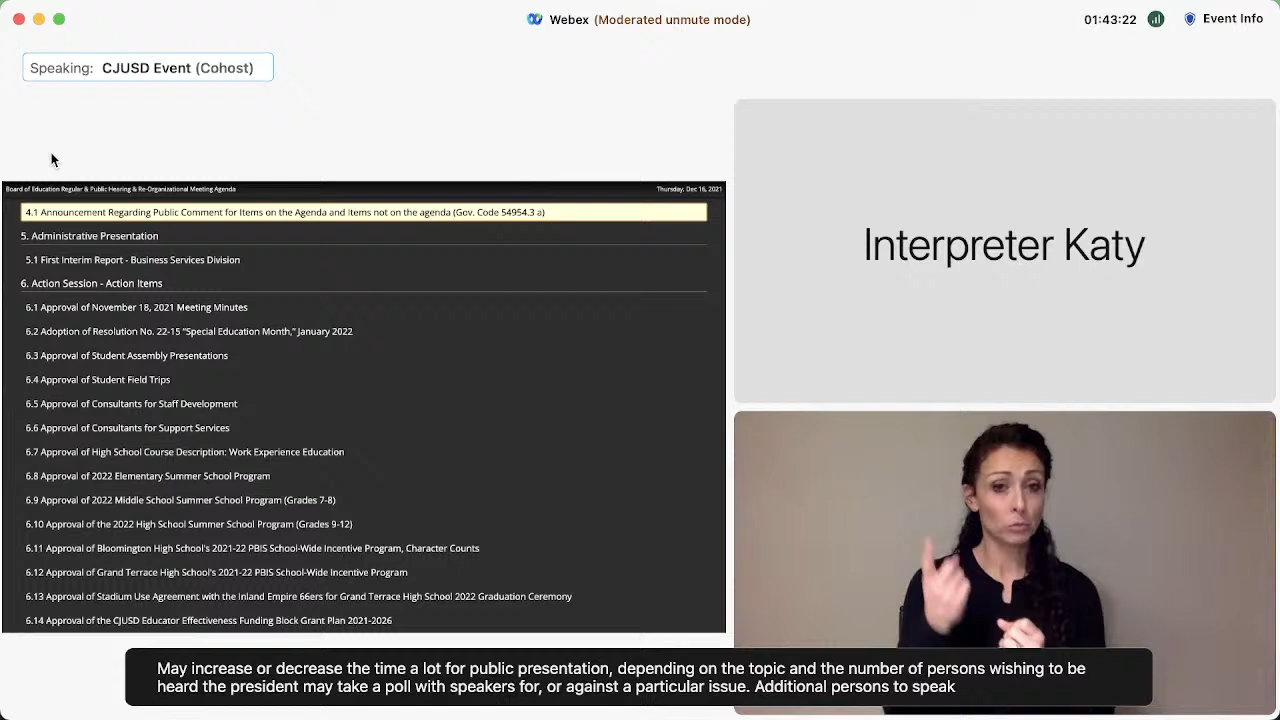 Webex (Moderated unmute mode)
01:43:22
Event Info
Speaking: CJUSD Event (Cohost)
Board of Education Regular & Public Hearing & Re-Organizational Meeting Agenda
Thursday, Dec 16, 2021
4.1 Announcement Regarding Public Comment for Items on the Agenda and Items not on the agenda (Gov. Code 54954.3 a)
5. Administrative Presentation
5.1 First Interim Report - Business Services Division
6. Action Session - Action Items
6.1 Approval of November 18, 2021 Meeting Minutes
6.2 Adoption of Resolution No. 22-15 “Special Education Month,” January 2022
6.3 Approval of Student Assembly Presentations
6.4 Approval of Student Field Trips
6.5 Approval of Consultants for Staff Development
6.6 Approval of Consultants for Support Services
6.7 Approval of High School Course Description: Work Experience Education
6.8 Approval of 2022 Elementary Summer School Program
6.9 Approval of 2022 Middle School Summer School Program (Grades 7-8)
6.10 Approval of the 2022 High School Summer School Program (Grades 9-12)
6.11 Approval of Bloomington High School's 2021-22 PBIS School-Wide Incentive Program, Character Counts
6.12 Approval of Grand Terrace High School's 2021-22 PBIS School-Wide Incentive Program
6.13 Approval of Stadium Use Agreement with the Inland Empire 66ers for Grand Terrace High School 2022 Graduation Ceremony
6.14 Approval of the CJUSD Educator Effectiveness Funding Block Grant Plan 2021-2026
Interpreter Katy
May increase or decrease the time a lot for public presentation, depending on the topic and the number of persons wishing to be
heard the president may take a poll with speakers for, or against a particular issue. Additional persons to speak